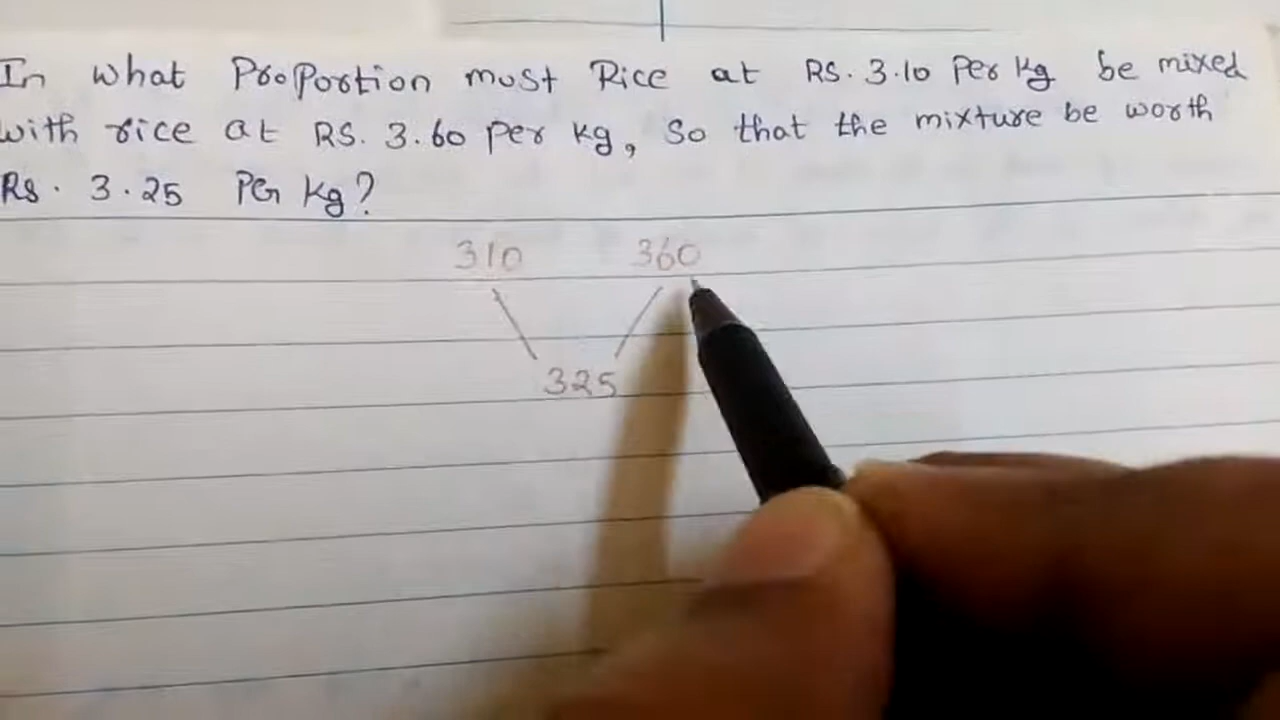 In what Proportion must Rice at RS. 3.10 Per kg be mixed
with rice at RS. 3.60 per kg, So that the mixture be worth
Rs. 3.25 Per kg?
310 360
325